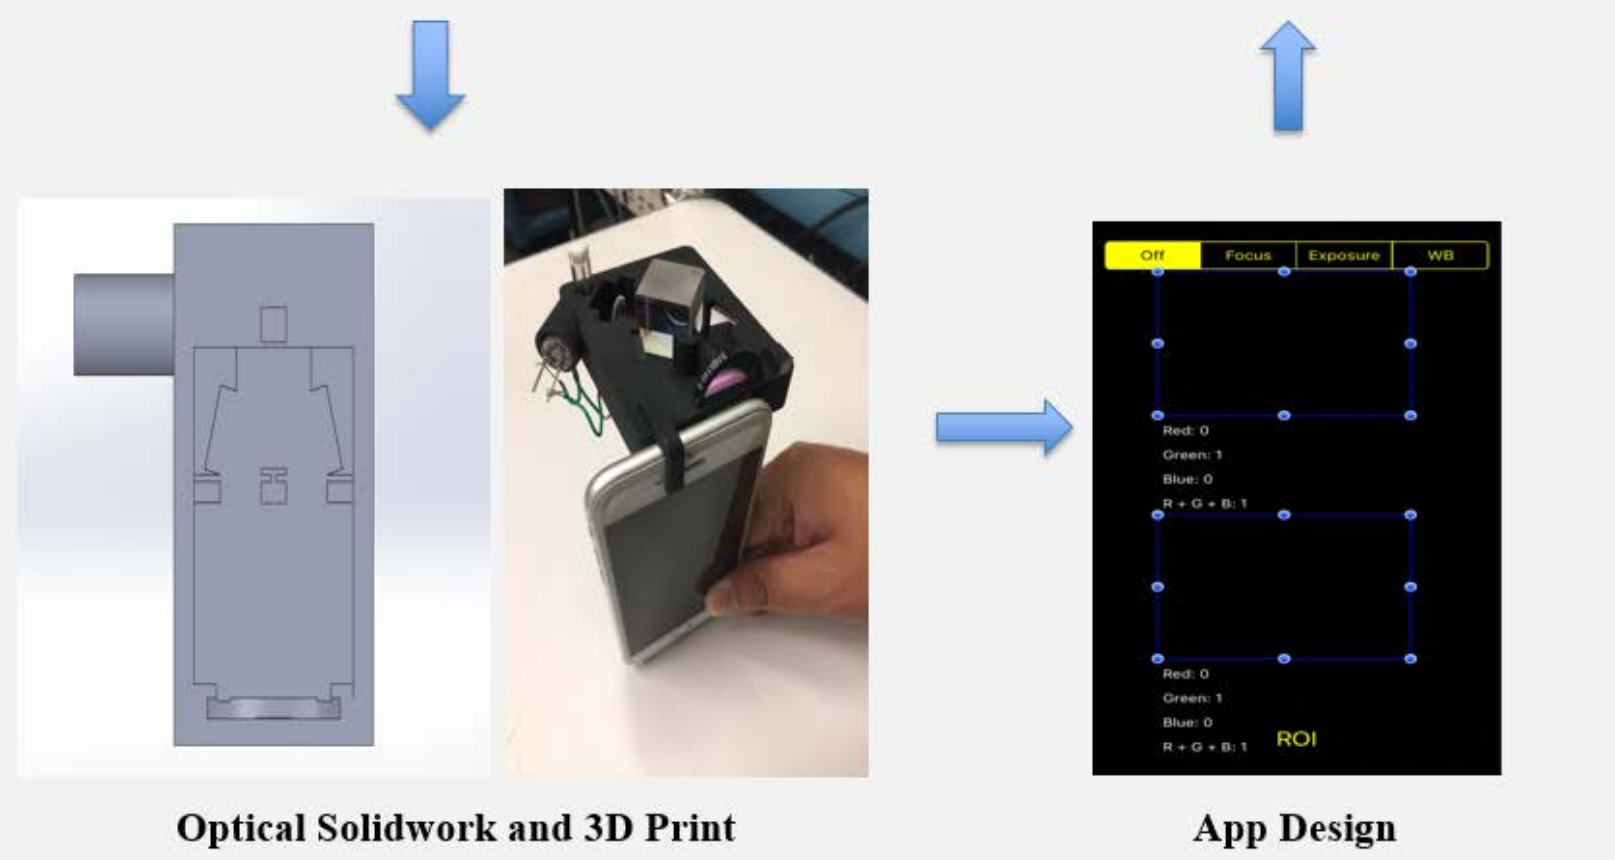 Off Focus Exposure WB
Red: 0
Green: 1
Blue: 0
R + G + B: 1
Red: 0
Green: 1
Blue: 0
R + G + B: 1
ROI
Optical Solidwork and 3D Print
App Design